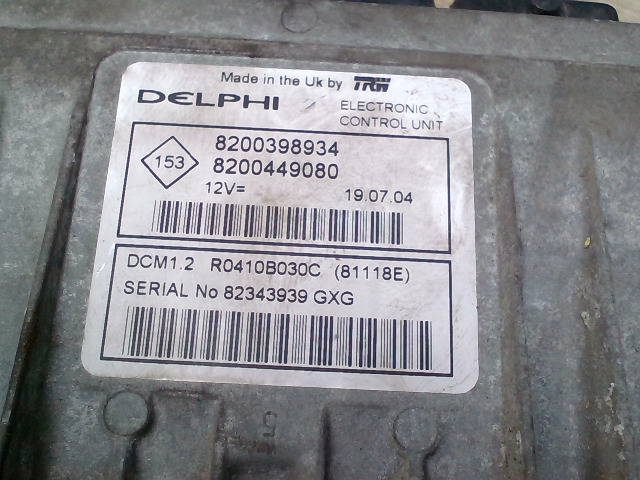 Made in the Uk by TRW
DELPHI
ELECTRONIC
CONTROL UNIT
153
8200398934
8200449080
12V=
19.07.04
DCM1.2 R0410B030C (81118E)
SERIAL No 82343939 GXG